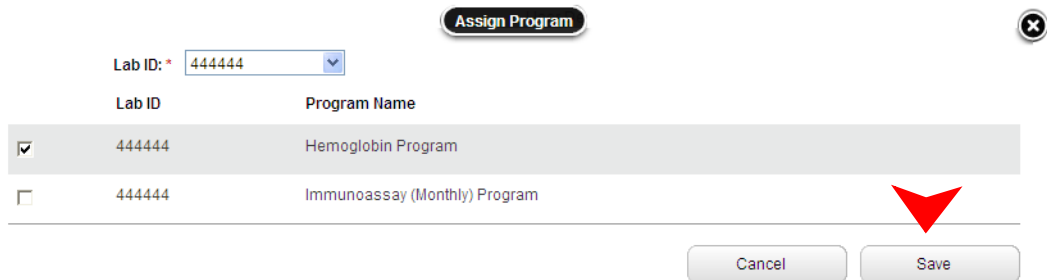 Assign Program
Lab ID: * 444444
Lab ID Program Name
444444 Hemoglobin Program
444444 Immunoassay (Monthly) Program
Cancel Save